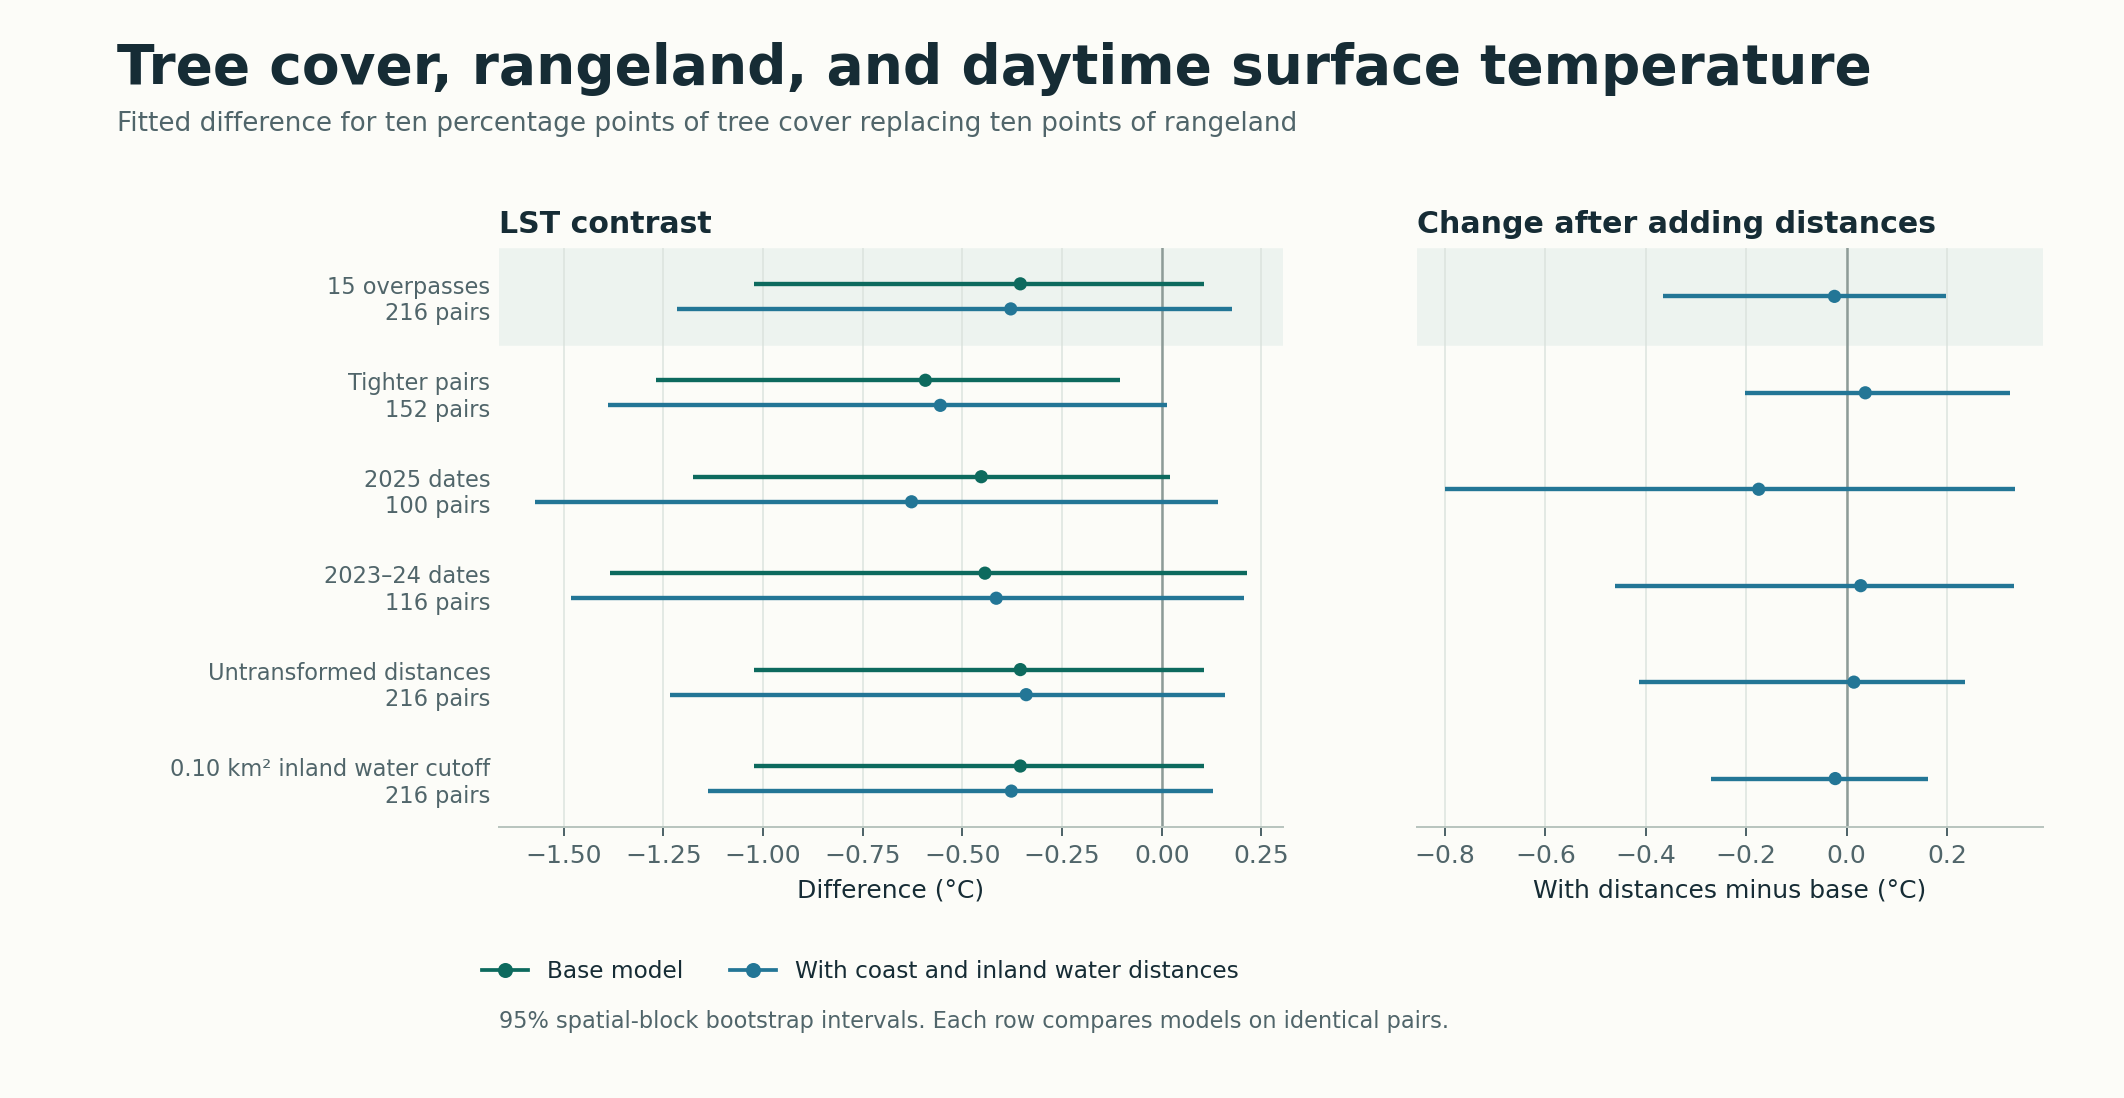 Tree cover, rangeland, and daytime surface temperature
Fitted difference for ten percentage points of tree cover replacing ten points of rangeland
LST contrast
Change after adding distances
15 overpasses
216 pairs
Tighter pairs
152 pairs
2025 dates
100 pairs
2023–24 dates
116 pairs
Untransformed distances
216 pairs
0.10 km² inland water cutoff
216 pairs
−1.50 −1.25 −1.00 −0.75 −0.50 −0.25 0.00 0.25
Difference (°C)
−0.8 −0.6 −0.4 −0.2 0.0 0.2
With distances minus base (°C)
Base model
With coast and inland water distances
95% spatial-block bootstrap intervals. Each row compares models on identical pairs.